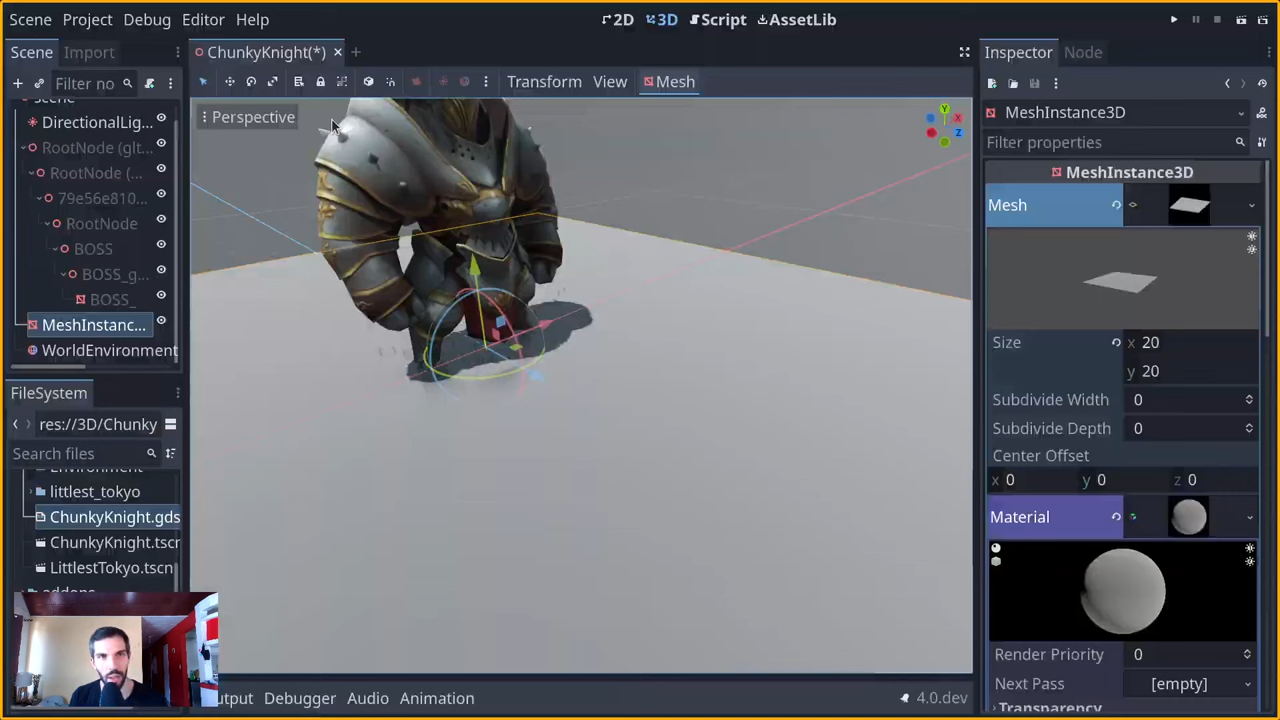 Scene Project Debug Editor Help 2D 3D Script AssetLib
Scene Import ChunkyKnight(*) Inspector Node
Filter no Transform View Mesh
Perspective
DirectionalLig...
RootNode (glt...
RootNode (...
79e56e810...
RootNode
BOSS
BOSS_g...
BOSS_
MeshInstanc...
WorldEnvironment
FileSystem
res://3D/Chunky
Search files
littlest_tokyo
ChunkyKnight.gds
ChunkyKnight.tscr
LittlestTokyo.tscn
addons
utput Debugger Audio Animation 4.0.dev
MeshInstance3D
Filter properties
MeshInstance3D
Mesh
Size x 20
y 20
Subdivide Width 0
Subdivide Depth 0
Center Offset
x 0 y 0 z 0
Material
Render Priority 0
Next Pass [empty]
Transparency